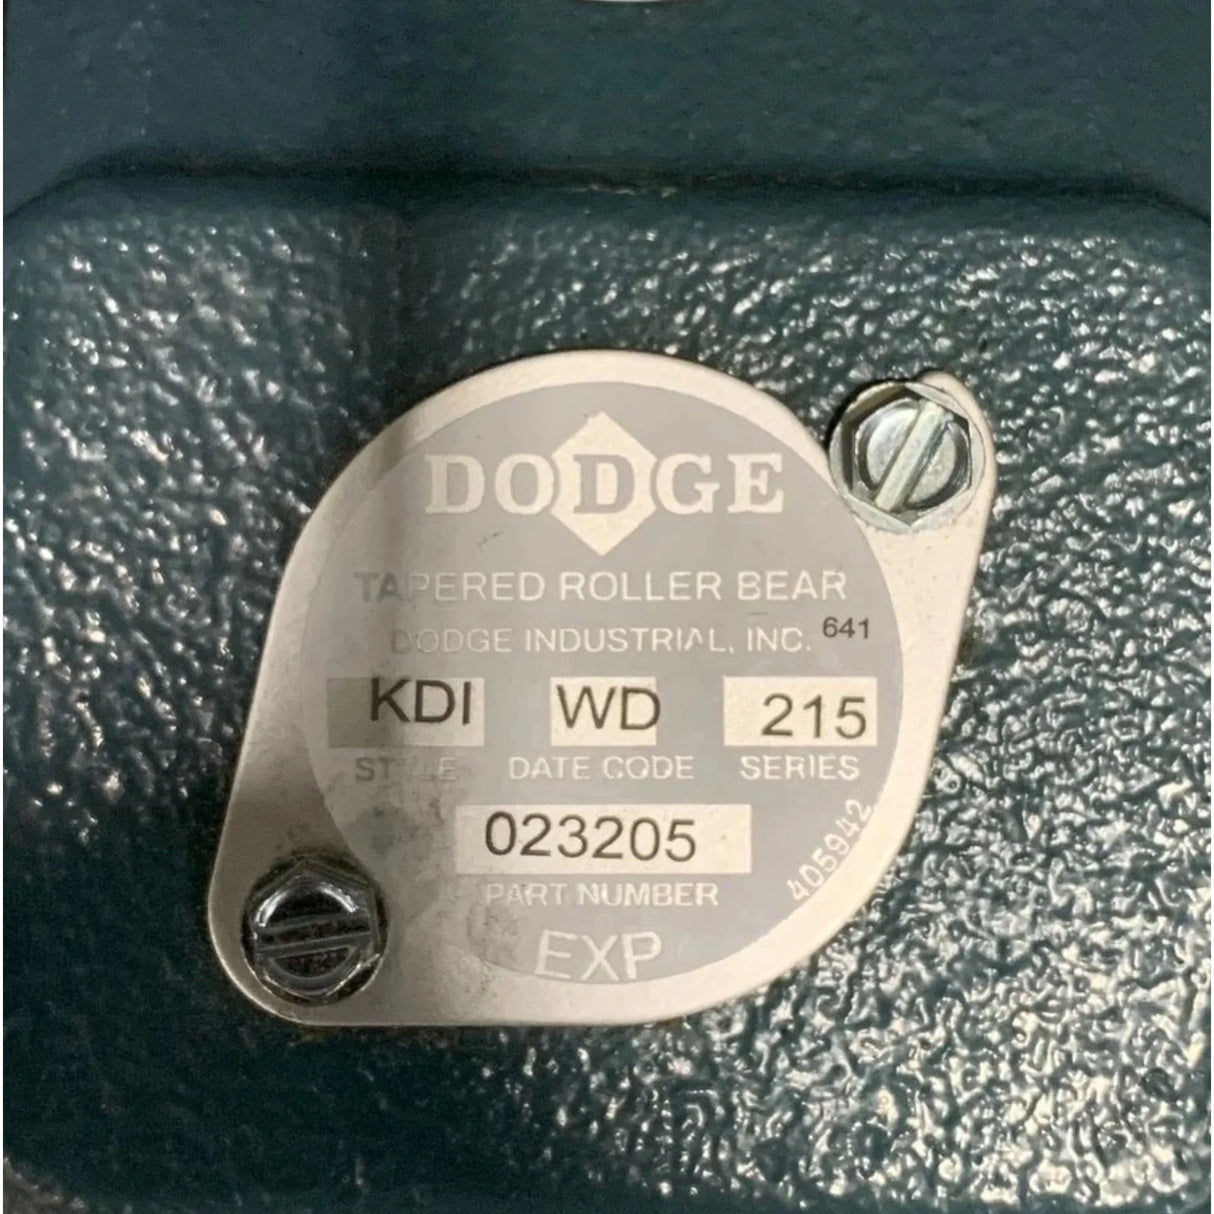 DODGE
TAPERED ROLLER BEAR
DODGE INDUSTRIAL, INC. 641
KDI WD 215
STYLE DATE CODE SERIES
023205
PART NUMBER
405942
EXP